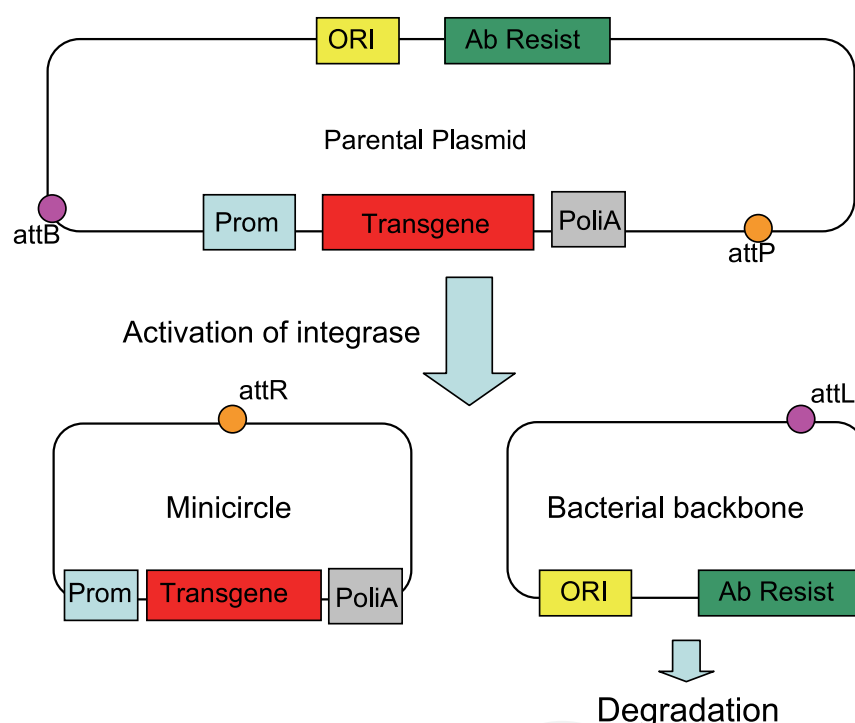 ORI
Ab Resist
Parental Plasmid
attB
Prom
Transgene
PoliA
attP
Activation of integrase
attR
attL
Minicircle
Bacterial backbone
Prom
Transgene
PoliA
ORI
Ab Resist
Degradation